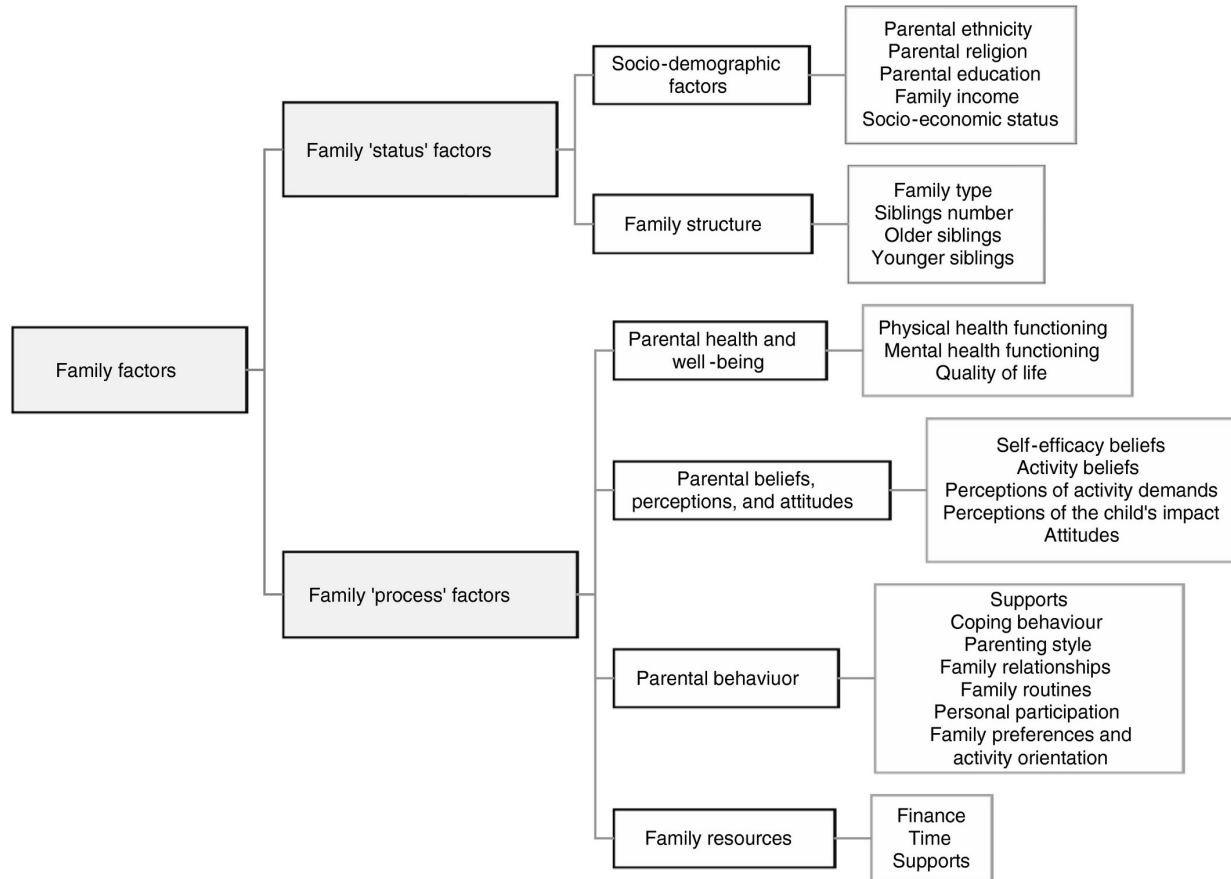 Family factors
Family 'status' factors
Socio-demographic
factors
Parental ethnicity
Parental religion
Parental education
Family income
Socio-economic status
Family structure
Family type
Siblings number
Older siblings
Younger siblings
Family 'process' factors
Parental health and
well-being
Physical health functioning
Mental health functioning
Quality of life
Parental beliefs,
perceptions, and attitudes
Self-efficacy beliefs
Activity beliefs
Perceptions of activity demands
Perceptions of the child's impact
Attitudes
Parental behaviuor
Supports
Coping behaviour
Parenting style
Family relationships
Family routines
Personal participation
Family preferences and
activity orientation
Family resources
Finance
Time
Supports